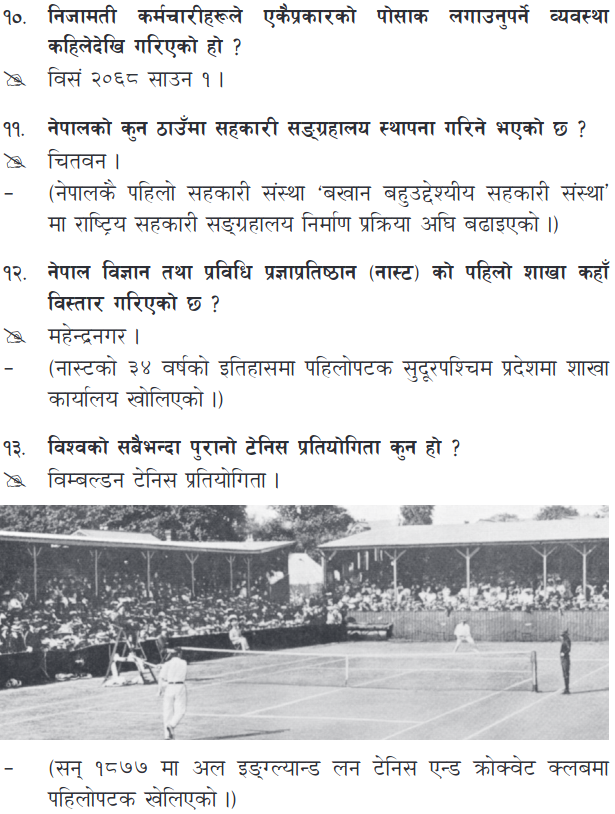 १०. निजामती कर्मचारीहरूले एकैप्रकारको पोसाक लगाउनुपर्ने व्यवस्था
कहिलेदेखि गरिएको हो ?
विसं २०६८ साउन १ ।
११. नेपालको कुन ठाउँमा सहकारी सङ्ग्रहालय स्थापना गरिने भएको छ ?
चितवन ।
– (नेपालकै पहिलो सहकारी संस्था ‘बखान बहुउद्देश्यीय सहकारी संस्था’
मा राष्ट्रिय सहकारी सङ्ग्रहालय निर्माण प्रक्रिया अघि बढाइएको ।)
१२. नेपाल विज्ञान तथा प्रविधि प्रज्ञाप्रतिष्ठान (नास्ट) को पहिलो शाखा कहाँ
विस्तार गरिएको छ ?
महेन्द्रनगर ।
– (नास्टको ३४ वर्षको इतिहासमा पहिलोपटक सुदूरपश्चिम प्रदेशमा शाखा
कार्यालय खोलिएको ।)
१३. विश्वको सबैभन्दा पुरानो टेनिस प्रतियोगिता कुन हो ?
विम्बल्डन टेनिस प्रतियोगिता ।
– (सन् १८७७ मा अल इङ्ग्ल्यान्ड लन टेनिस एन्ड क्रोक्वेट क्लबमा
पहिलोपटक खेलिएको ।)